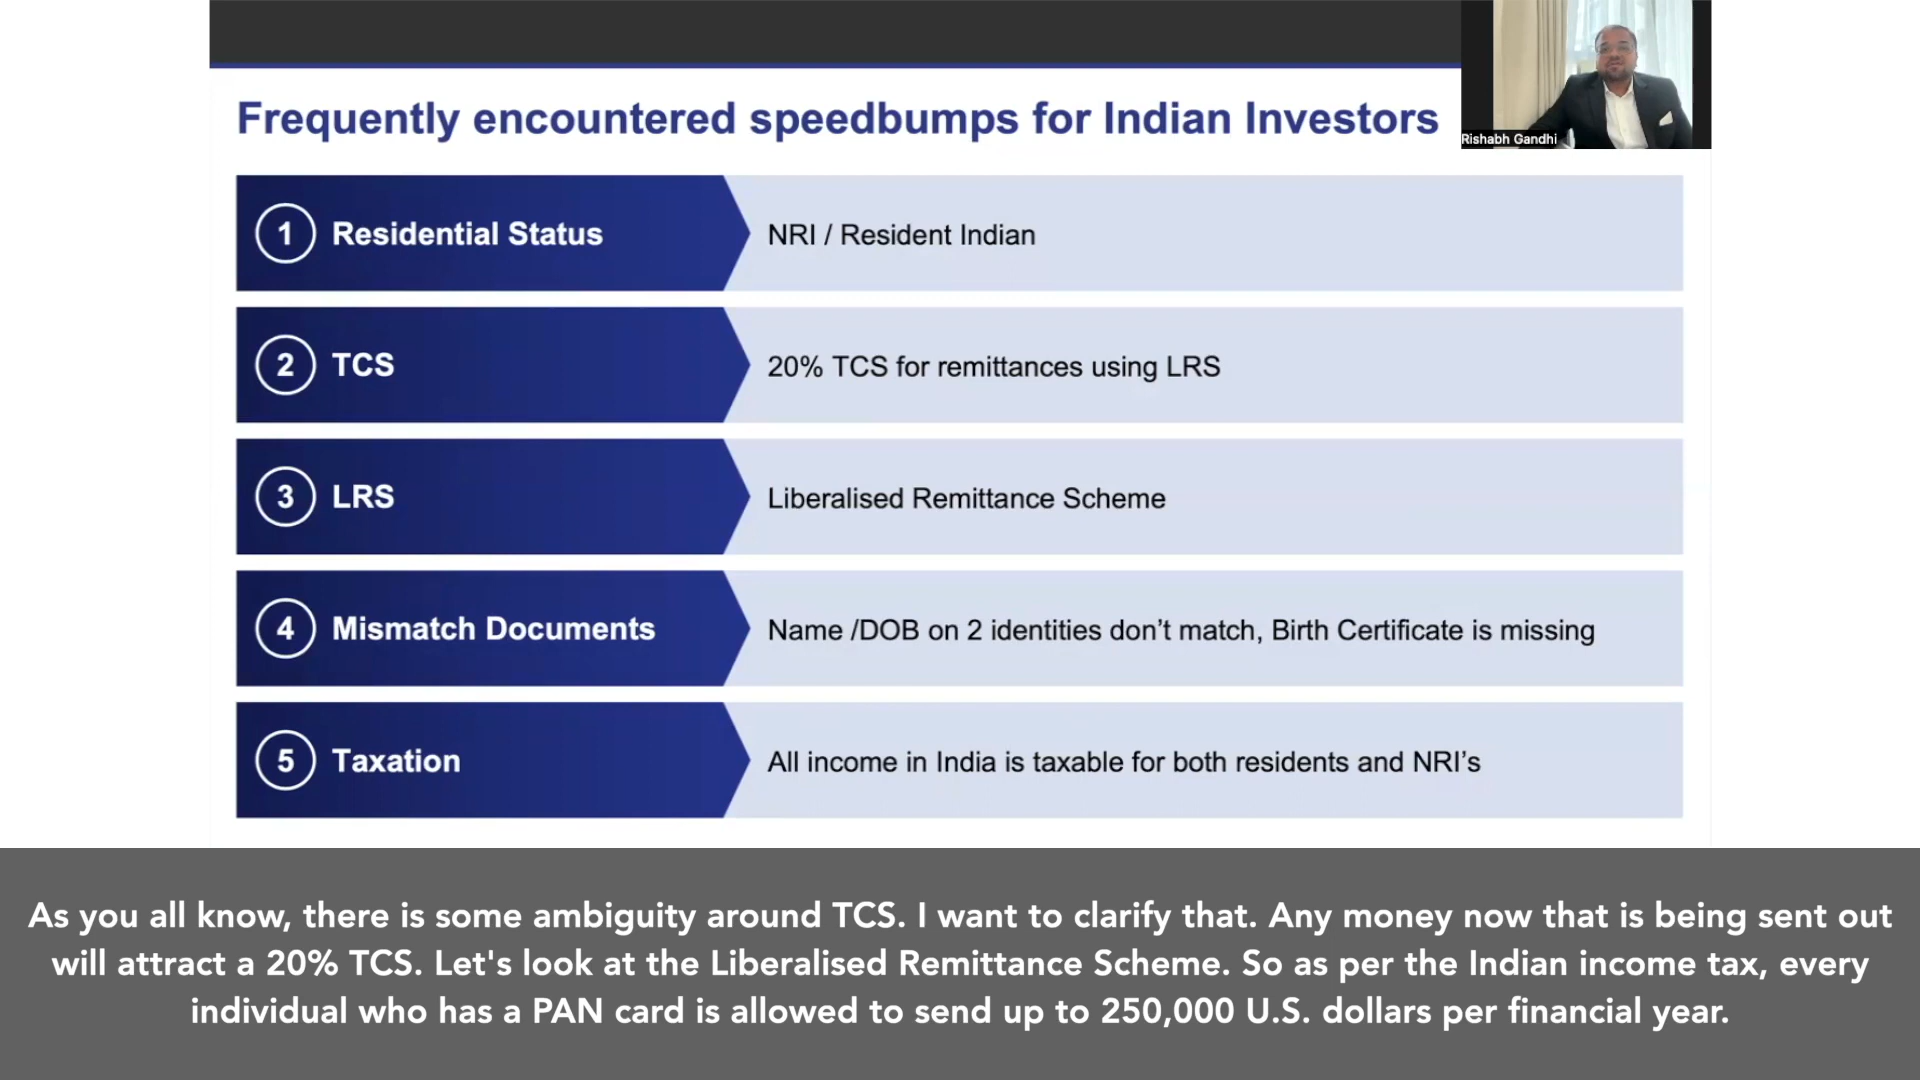 Frequently encountered speedbumps for Indian Investors
Rishabh Gandhi
1 Residential Status NRI / Resident Indian
2 TCS 20% TCS for remittances using LRS
3 LRS Liberalised Remittance Scheme
4 Mismatch Documents Name /DOB on 2 identities don’t match, Birth Certificate is missing
5 Taxation All income in India is taxable for both residents and NRI’s
As you all know, there is some ambiguity around TCS. I want to clarify that. Any money now that is being sent out
will attract a 20% TCS. Let's look at the Liberalised Remittance Scheme. So as per the Indian income tax, every
individual who has a PAN card is allowed to send up to 250,000 U.S. dollars per financial year.